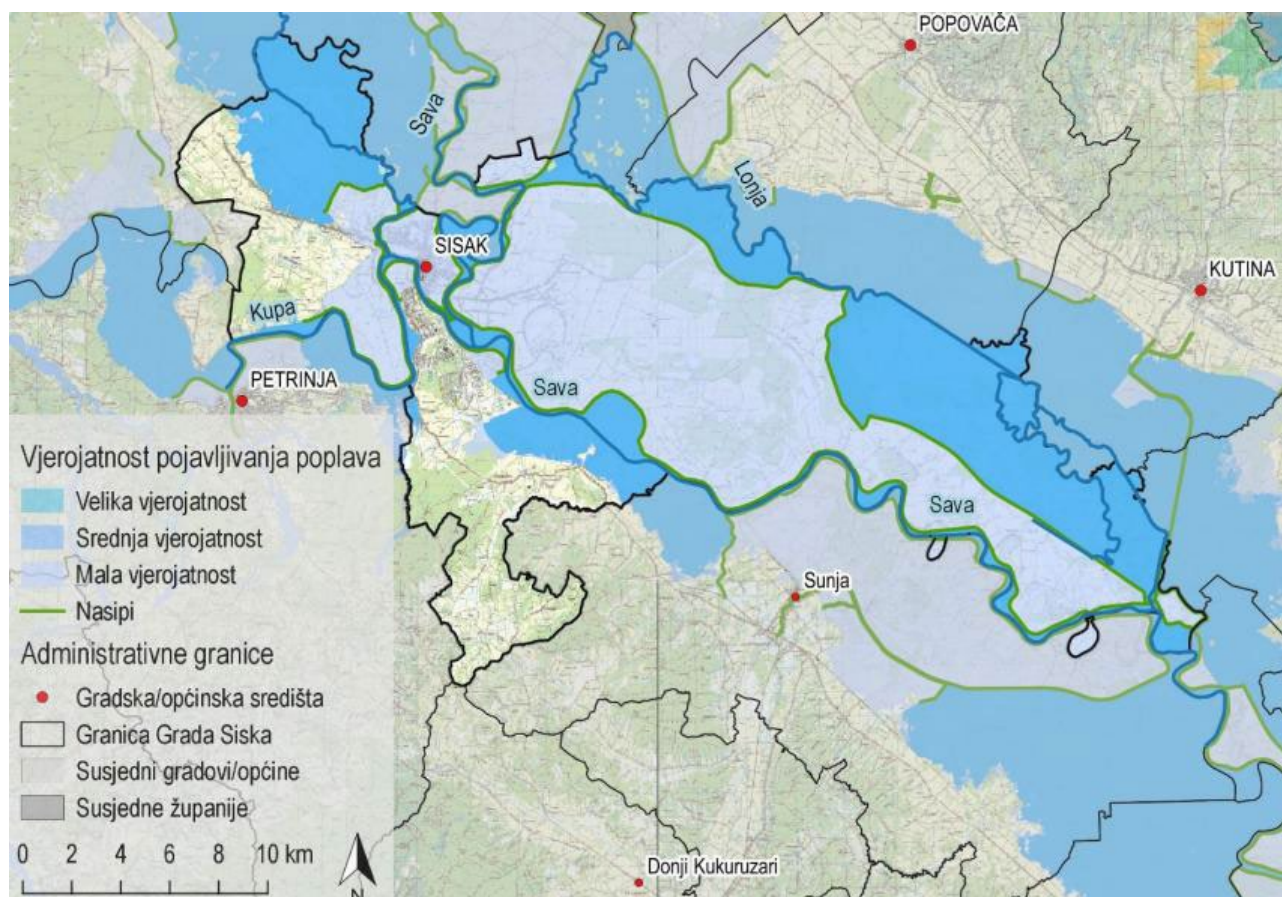 POPOVAČA
Sava
Lonja
SISAK
KUTINA
Kupa
PETRINJA
Sava
Sava
Sunja
Donji Kukuruzari
Vjerojatnost pojavljivanja poplava
Velika vjerojatnost
Srednja vjerojatnost
Mala vjerojatnost
Nasipi
Administrativne granice
Gradska/općinska središta
Granica Grada Siska
Susjedni gradovi/općine
Susjedne županije
0 2 4 6 8 10 km
N